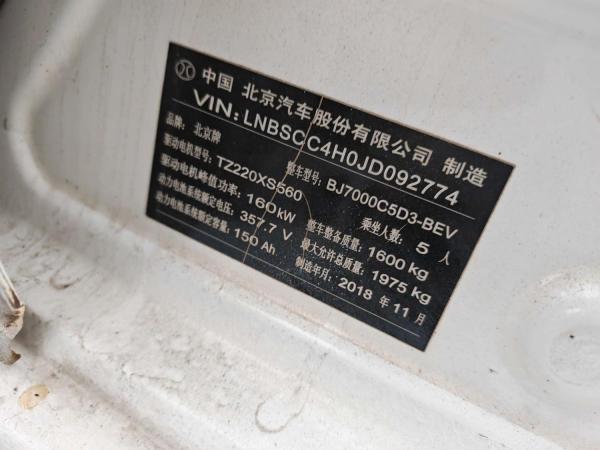 中国 北京汽车股份有限公司 制造
VIN: LNBSCC4H0JD092774
品牌: 北京牌 整车型号: BJ7000C5D3-BEV
驱动电机型号: TZ220XS560 乘坐人数: 5 人
驱动电机峰值功率: 160 kW 整车整备质量: 1600 kg
动力电池系统额定电压: 357.7 V 最大允许总质量: 1975 kg
动力电池系统额定容量: 150 Ah 制造年月: 2018 年 11 月